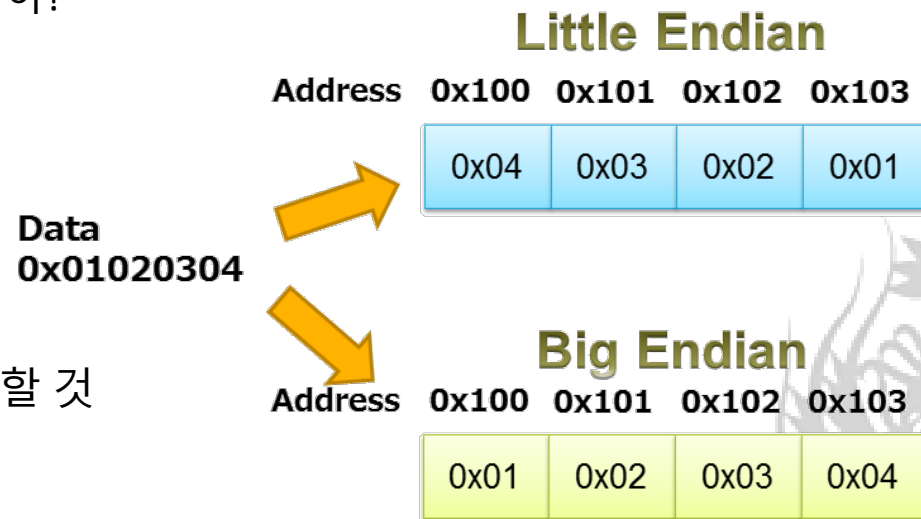 Little Endian
Address 0x100 0x101 0x102 0x103
0x04 0x03 0x02 0x01
Data
0x01020304
Big Endian
할 것
Address 0x100 0x101 0x102 0x103
0x01 0x02 0x03 0x04